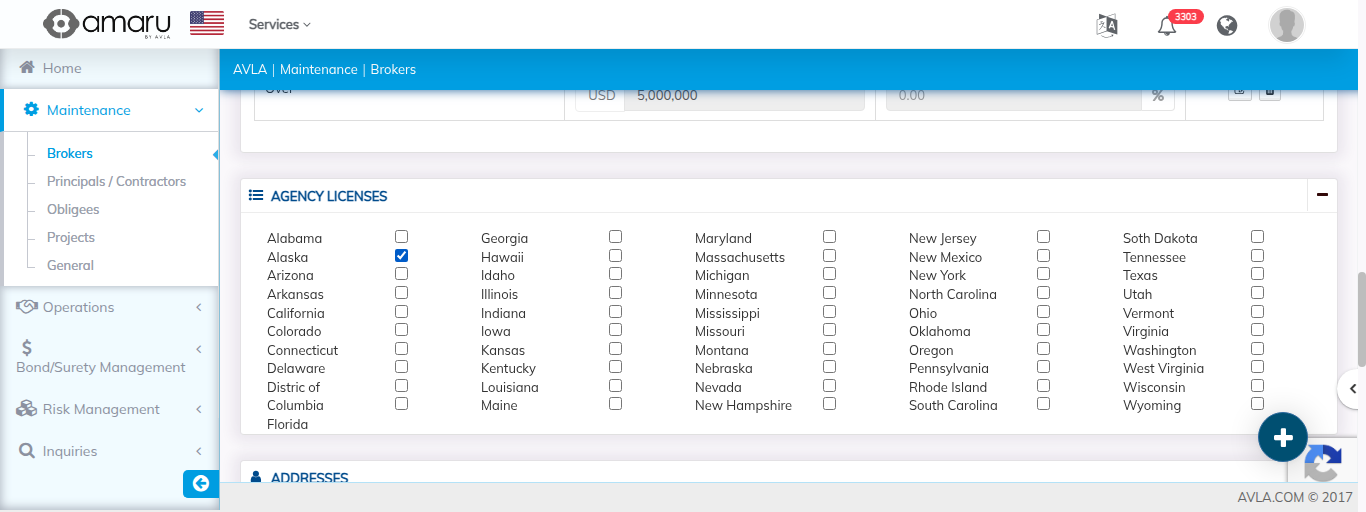 amaru
BY AVLA
Services
3303
Home
AVLA | Maintenance | Brokers
Maintenance
Over
USD
5,000,000
0.00
%
Brokers
Principals / Contractors
Obligees
Projects
General
AGENCY LICENSES
Alabama
Alaska
Arizona
Arkansas
California
Colorado
Connecticut
Delaware
Distric of
Columbia
Florida
Georgia
Hawaii
Idaho
Illinois
Indiana
Iowa
Kansas
Kentucky
Louisiana
Maine
Maryland
Massachusetts
Michigan
Minnesota
Mississippi
Missouri
Montana
Nebraska
Nevada
New Hampshire
New Jersey
New Mexico
New York
North Carolina
Ohio
Oklahoma
Oregon
Pennsylvania
Rhode Island
South Carolina
Soth Dakota
Tennessee
Texas
Utah
Vermont
Virginia
Washington
West Virginia
Wisconsin
Wyoming
Operations
Bond/Surety Management
Risk Management
Inquiries
ADDRESSES
AVLA.COM © 2017